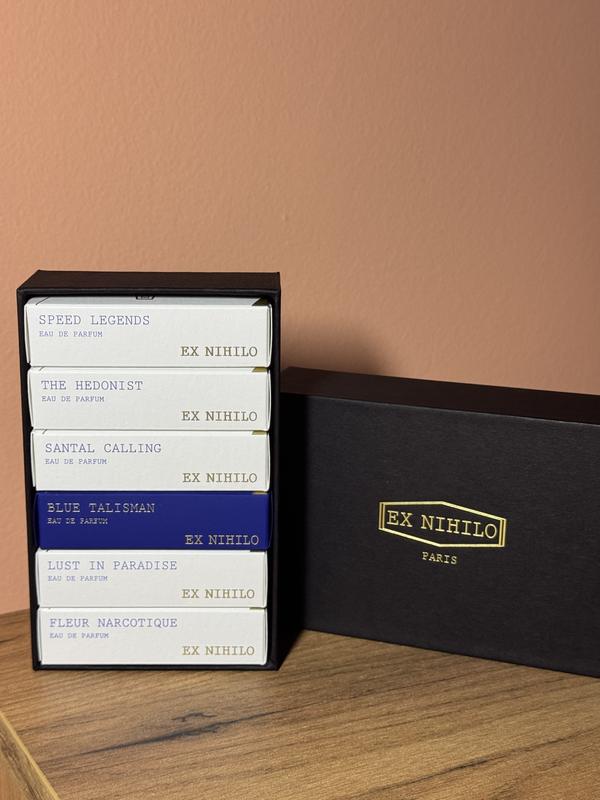 SPEED LEGENDS
EAU DE PARFUM
EX NIHILO
THE HEDONIST
EAU DE PARFUM
EX NIHILO
SANTAL CALLING
EAU DE PARFUM
EX NIHILO
BLUE TALISMAN
EAU DE PARFUM
EX NIHILO
LUST IN PARADISE
EAU DE PARFUM
EX NIHILO
FLEUR NARCOTIQUE
EAU DE PARFUM
EX NIHILO
EX NIHILO
PARIS